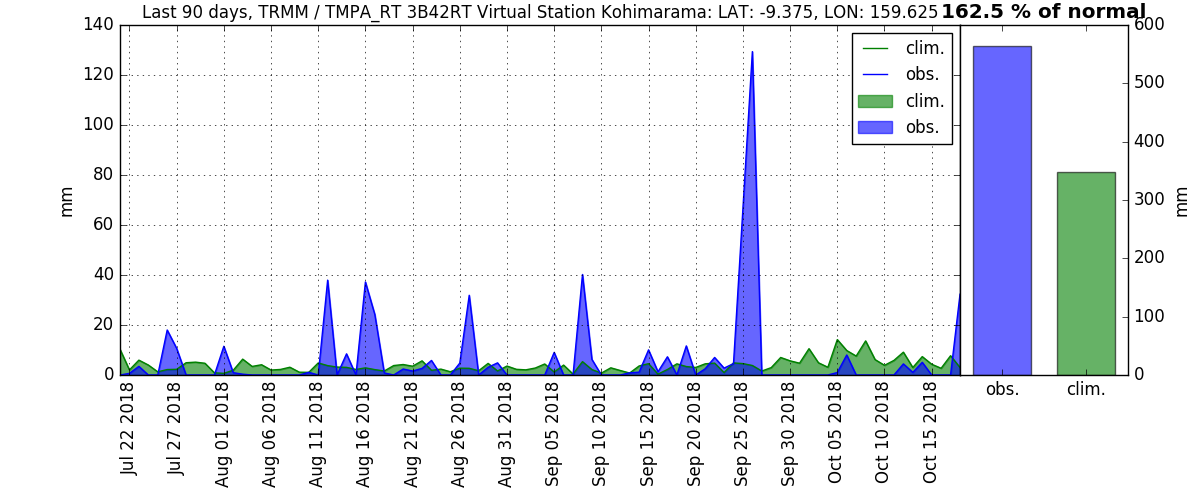 Last 90 days, TRMM / TMPA_RT 3B42RT Virtual Station Kohimarama: LAT: -9.375, LON: 159.625
162.5 % of normal
140
120
100
80
60
40
20
0
mm
clim.
obs.
clim.
obs.
600
500
400
300
200
100
0
mm
Jul 22 2018
Jul 27 2018
Aug 01 2018
Aug 06 2018
Aug 11 2018
Aug 16 2018
Aug 21 2018
Aug 26 2018
Aug 31 2018
Sep 05 2018
Sep 10 2018
Sep 15 2018
Sep 20 2018
Sep 25 2018
Sep 30 2018
Oct 05 2018
Oct 10 2018
Oct 15 2018
obs.
clim.